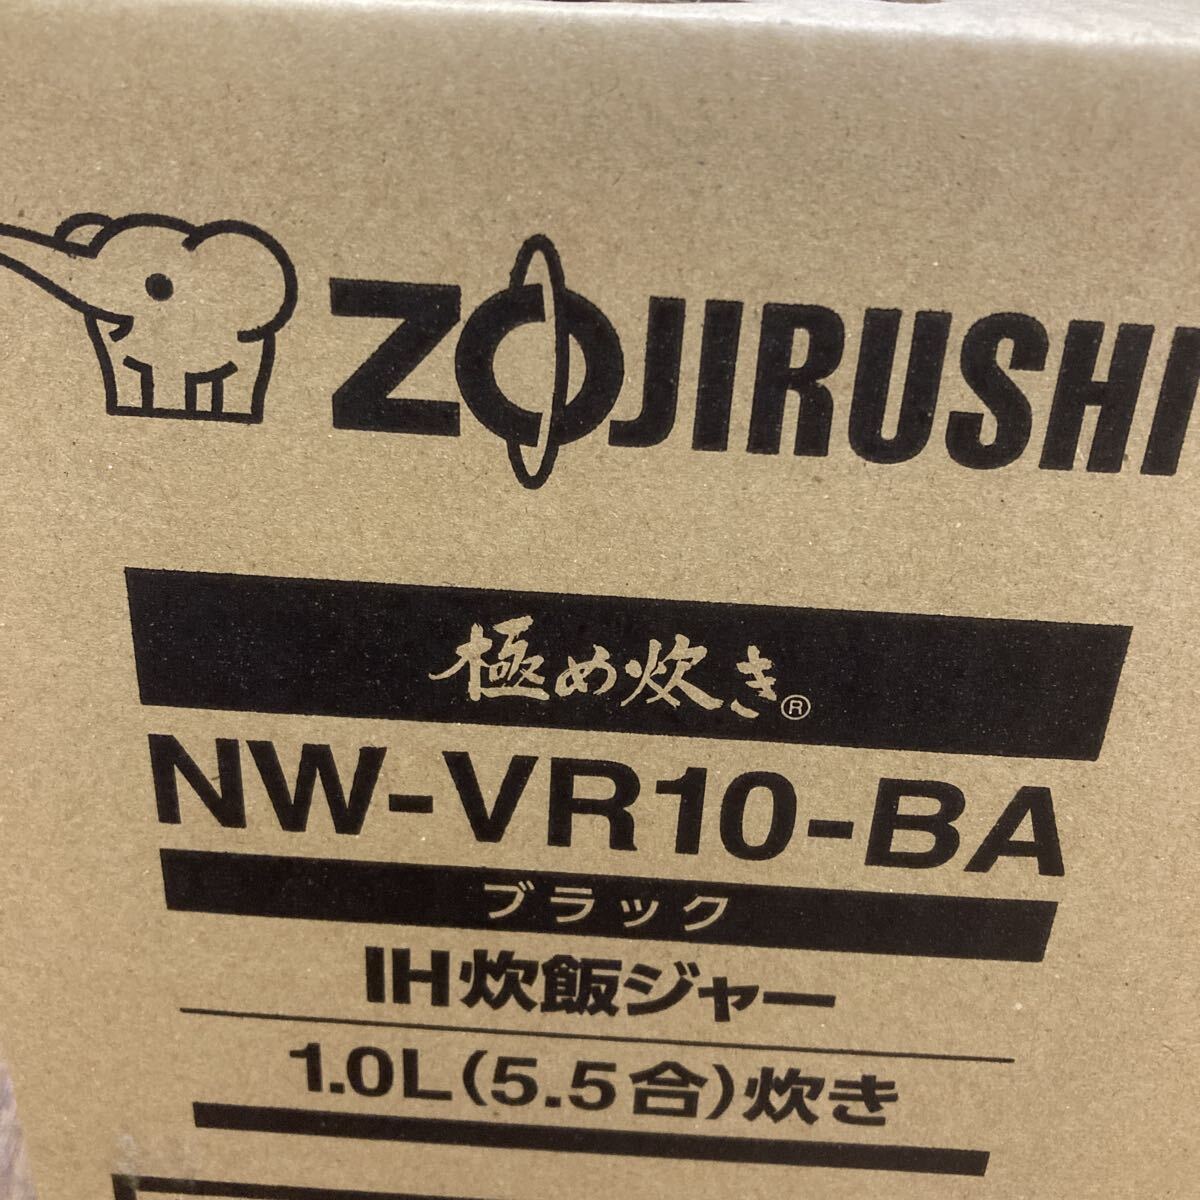 ZOJIRUSHI
極め炊き®
NW-VR10-BA
ブラック
IH炊飯ジャー
1.0L(5.5合)炊き